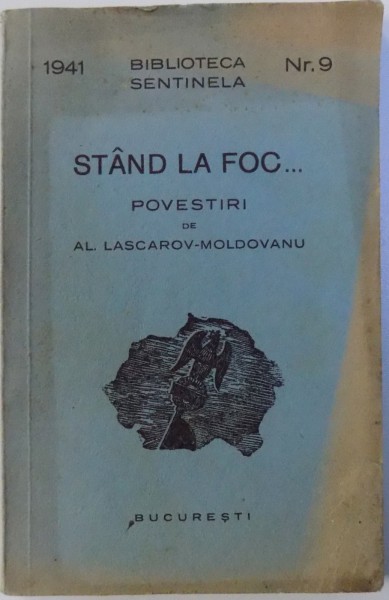 1941 BIBLIOTECA Nr. 9
SENTINELA
STÂND LA FOC...
POVESTIRI
DE
AL. LASCAROV-MOLDOVANU
BUCUREȘTI